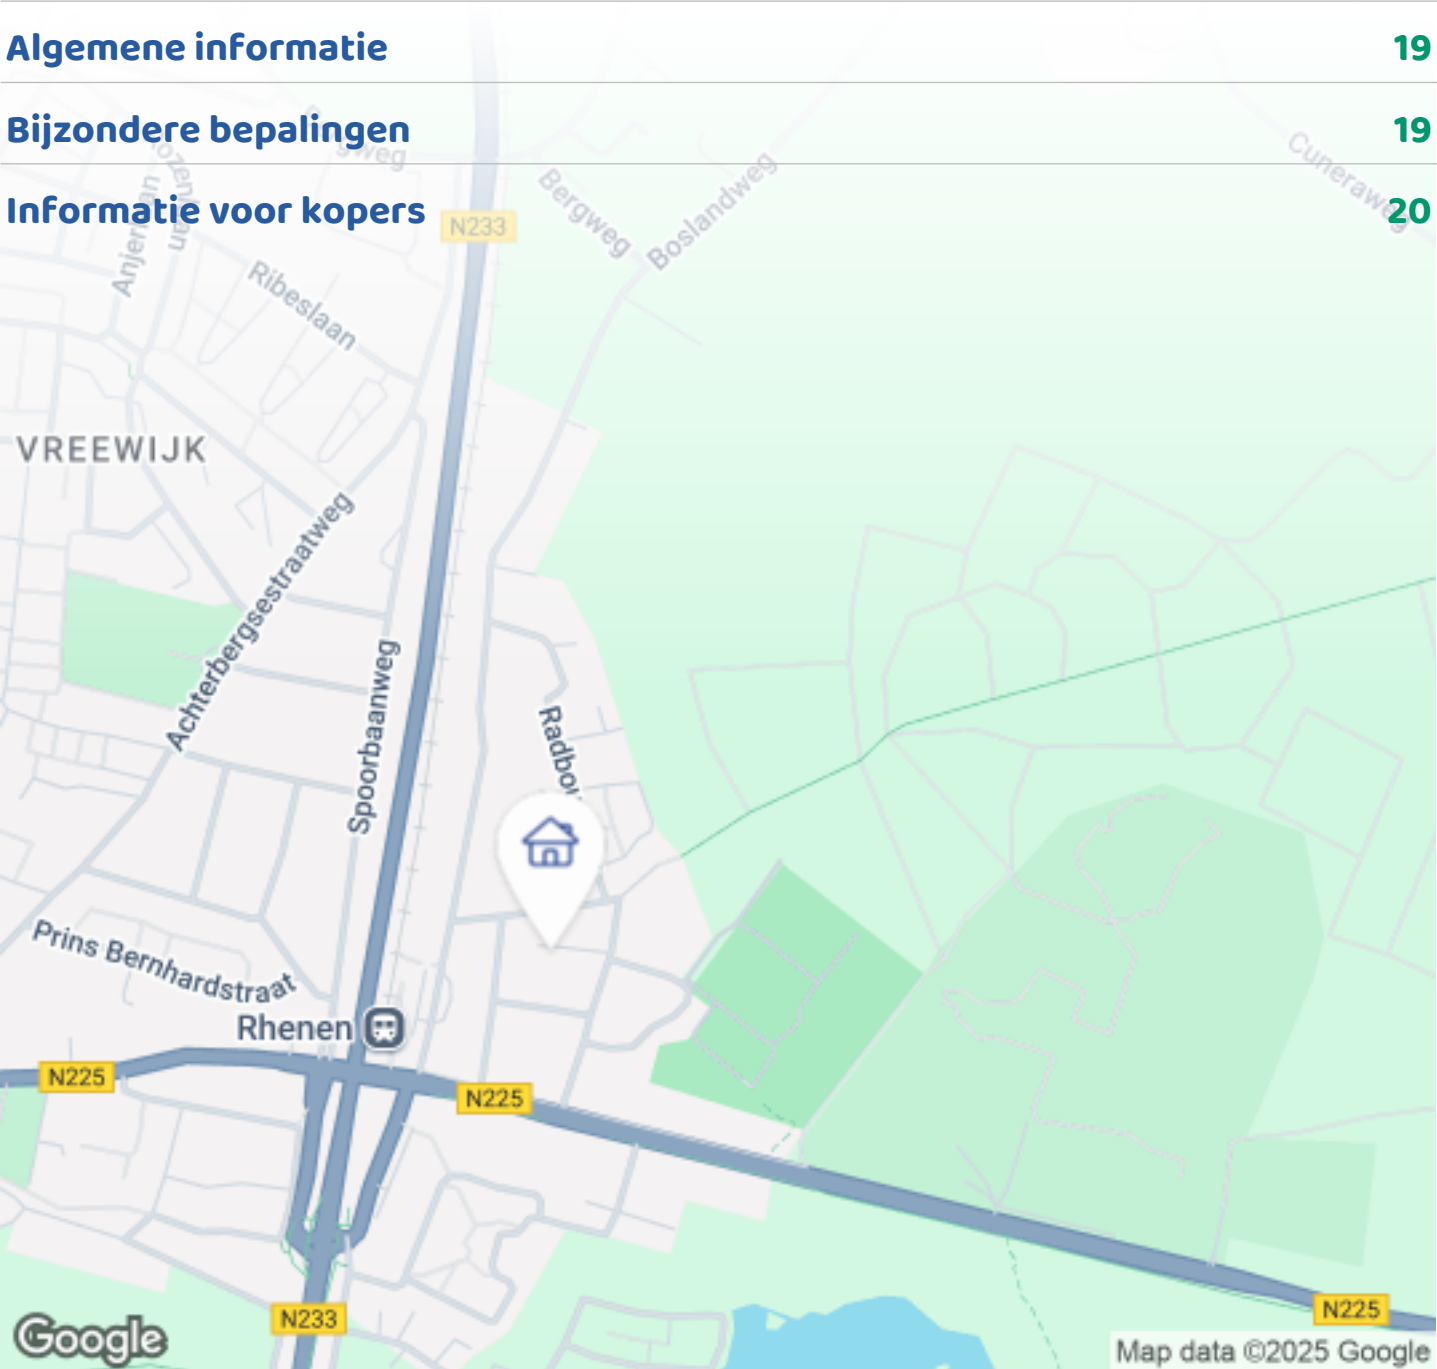 Algemene informatie 19
Bijzondere bepalingen 19
Informatie voor kopers 20
Cuneraweg
Bergweg
Boslandweg
N233
Ribeslaan
VREEWIJK
Achterbergsestraatweg
Spoorbaanweg
Radbou
Prins Bernhardstraat
Rhenen
N225
N225
N233
N225
Google
Map data ©2025 Google